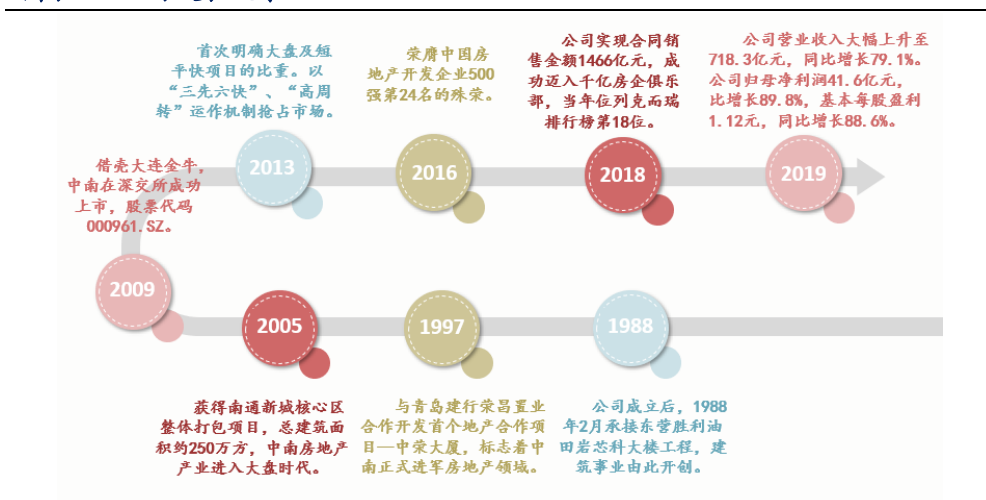 首次明确大盘及短
平快项目的比重。以
“三先六快”、“高周
转”运作机制抢占市场。
荣膺中国房
地产开发企业500
强第24名的殊荣。
公司实现合同销
售金额1466亿元，成
功迈入千亿房企俱乐
部，当年位列克而瑞
排行榜第18位。
公司营业收入大幅上升至
718.3亿元，同比增长79.1%。
公司归母净利润41.6亿元，
比增长89.8%，基本每股盈利
1.12元，同比增长88.6%。
2013
2016
2018
2019
借壳大连金牛，
中南在深交所成功
上市，股票代码
000961.SZ。
2009
2005
1997
1988
获得南通新城核心区
整体打包项目，总建筑面
积约250万方，中南房地产
产业进入大盘时代。
与青岛建行荣昌置业
合作开发首个地产合作项
目—中荣大厦，标志着中
南正式进军房地产领域。
公司成立后，1988
年2月承接东营胜利油
田岩芯科大楼工程，建
筑事业由此开创。